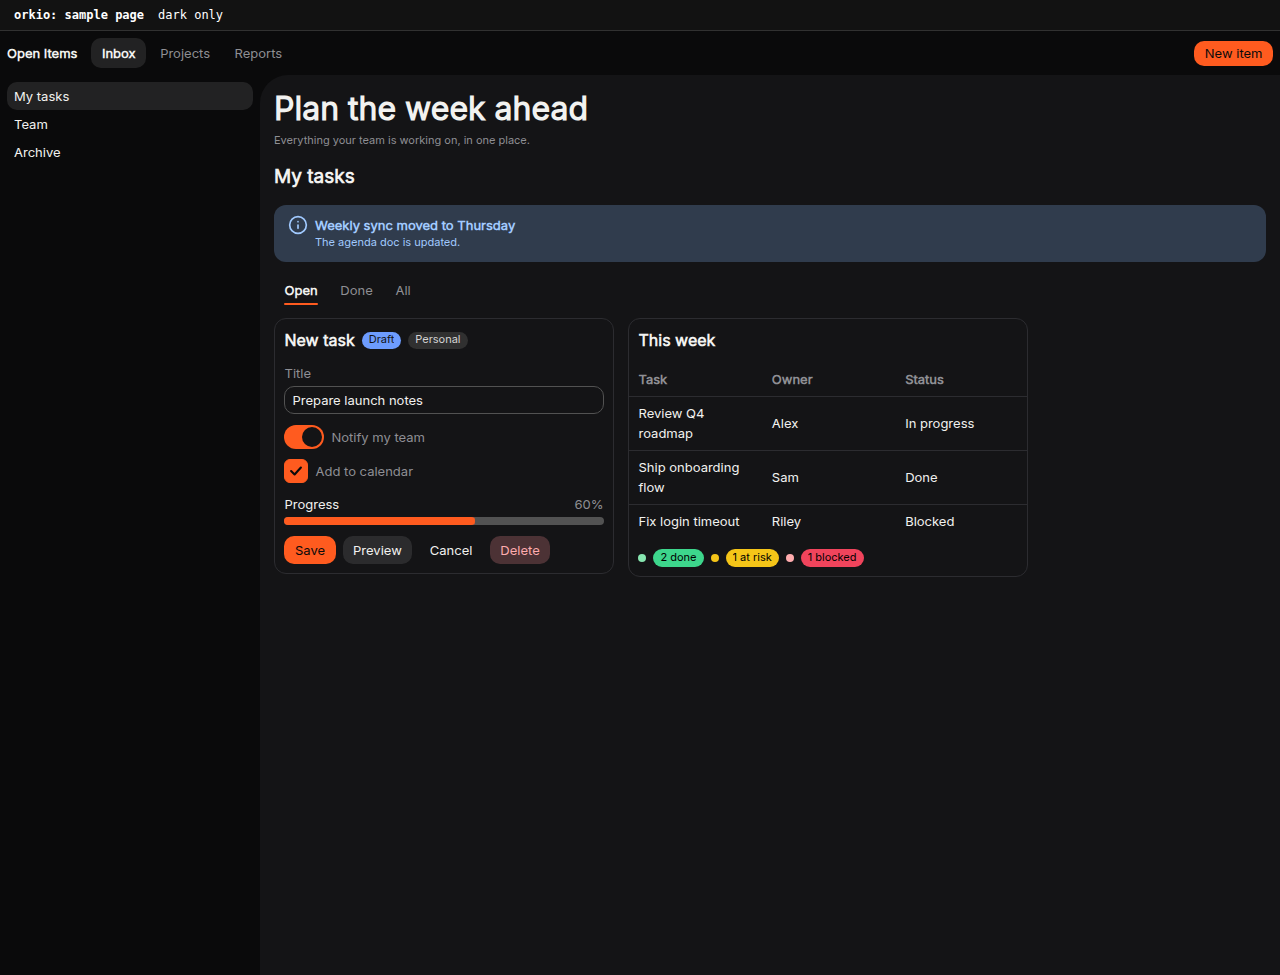 orkio: sample page dark only
Open Items Inbox Projects Reports New item
My tasks
Team
Archive
Plan the week ahead
Everything your team is working on, in one place.
My tasks
Weekly sync moved to Thursday
The agenda doc is updated.
Open Done All
New task Draft Personal
Title
Prepare launch notes
Notify my team
Add to calendar
Progress 60%
Save Preview Cancel Delete
This week
Task Owner Status
Review Q4
roadmap
Alex In progress
Ship onboarding
flow
Sam Done
Fix login timeout Riley Blocked
2 done 1 at risk 1 blocked